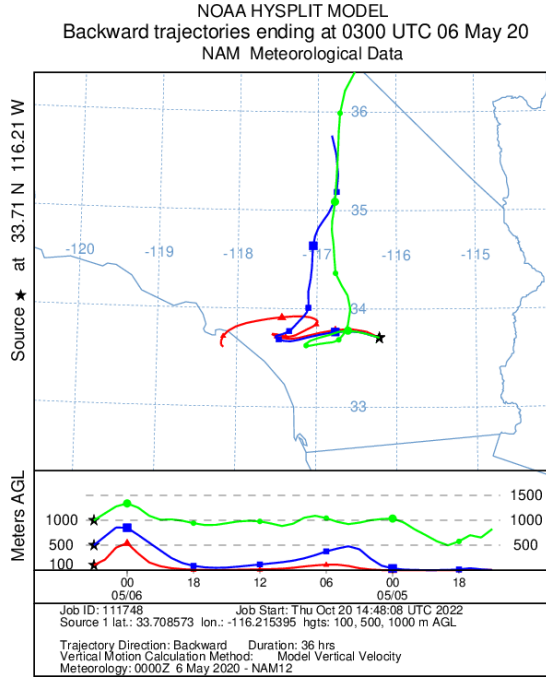 NOAA HYSPLIT MODEL
Backward trajectories ending at 0300 UTC 06 May 20
NAM Meteorological Data
Source ★ at 33.71 N 116.21 W
36
35
-120
-119
-118
-117
-116
-115
34
33
Meters AGL
1500
1000
1000
500
500
100
00
18
12
06
00
18
05/06
05/05
Job ID: 111748 Job Start: Thu Oct 20 14:48:08 UTC 2022
Source 1 lat.: 33.708573 lon.: -116.215395 hgts: 100, 500, 1000 m AGL
Trajectory Direction: Backward Duration: 36 hrs
Vertical Motion Calculation Method: Model Vertical Velocity
Meteorology: 0000Z 6 May 2020 - NAM12